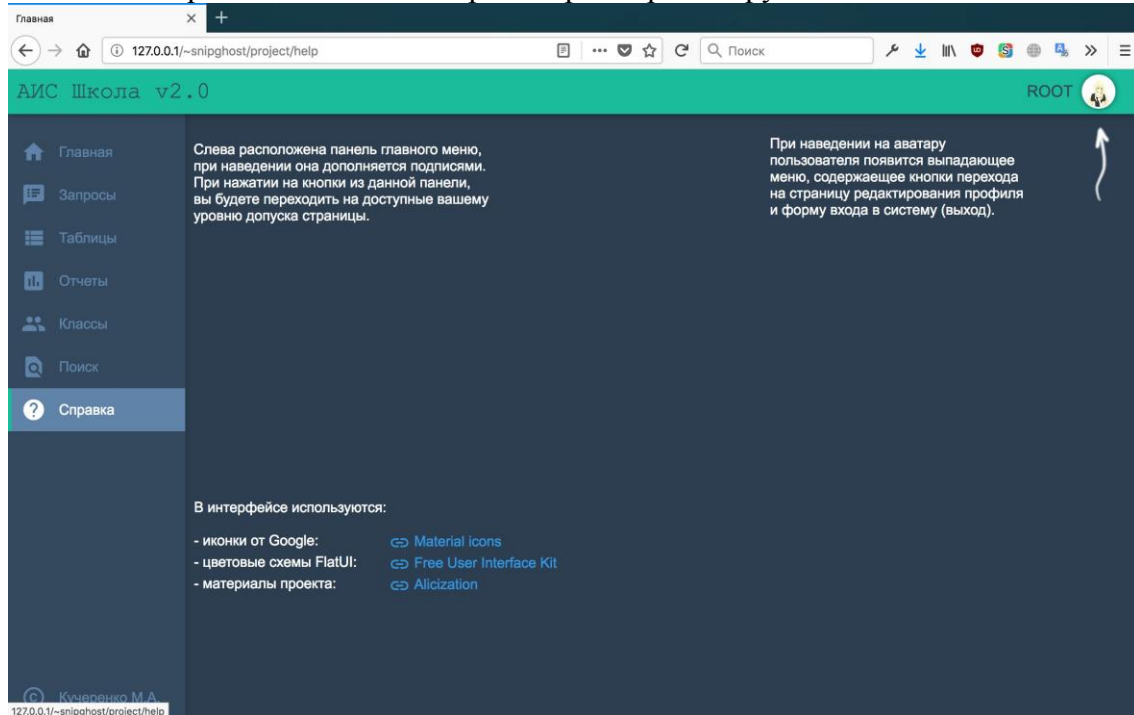 Главная
127.0.0.1/~snipghost/project/help
Поиск
АИС Школа v2.0
ROOT
Главная
Запросы
Таблицы
Отчеты
Классы
Поиск
Справка
Слева расположена панель главного меню,
при наведении она дополняется подписями.
При нажатии на кнопки из данной панели,
вы будете переходить на доступные вашему
уровню допуска страницы.
При наведении на аватару
пользователя появится выпадающее
меню, содержаещее кнопки перехода
на страницу редактирования профиля
и форму входа в систему (выход).
В интерфейсе используются:
- иконки от Google: Material icons
- цветовые схемы FlatUI: Free User Interface Kit
- материалы проекта: Alicization
© Кучеренко М.А.
127.0.0.1/~snipghost/project/help